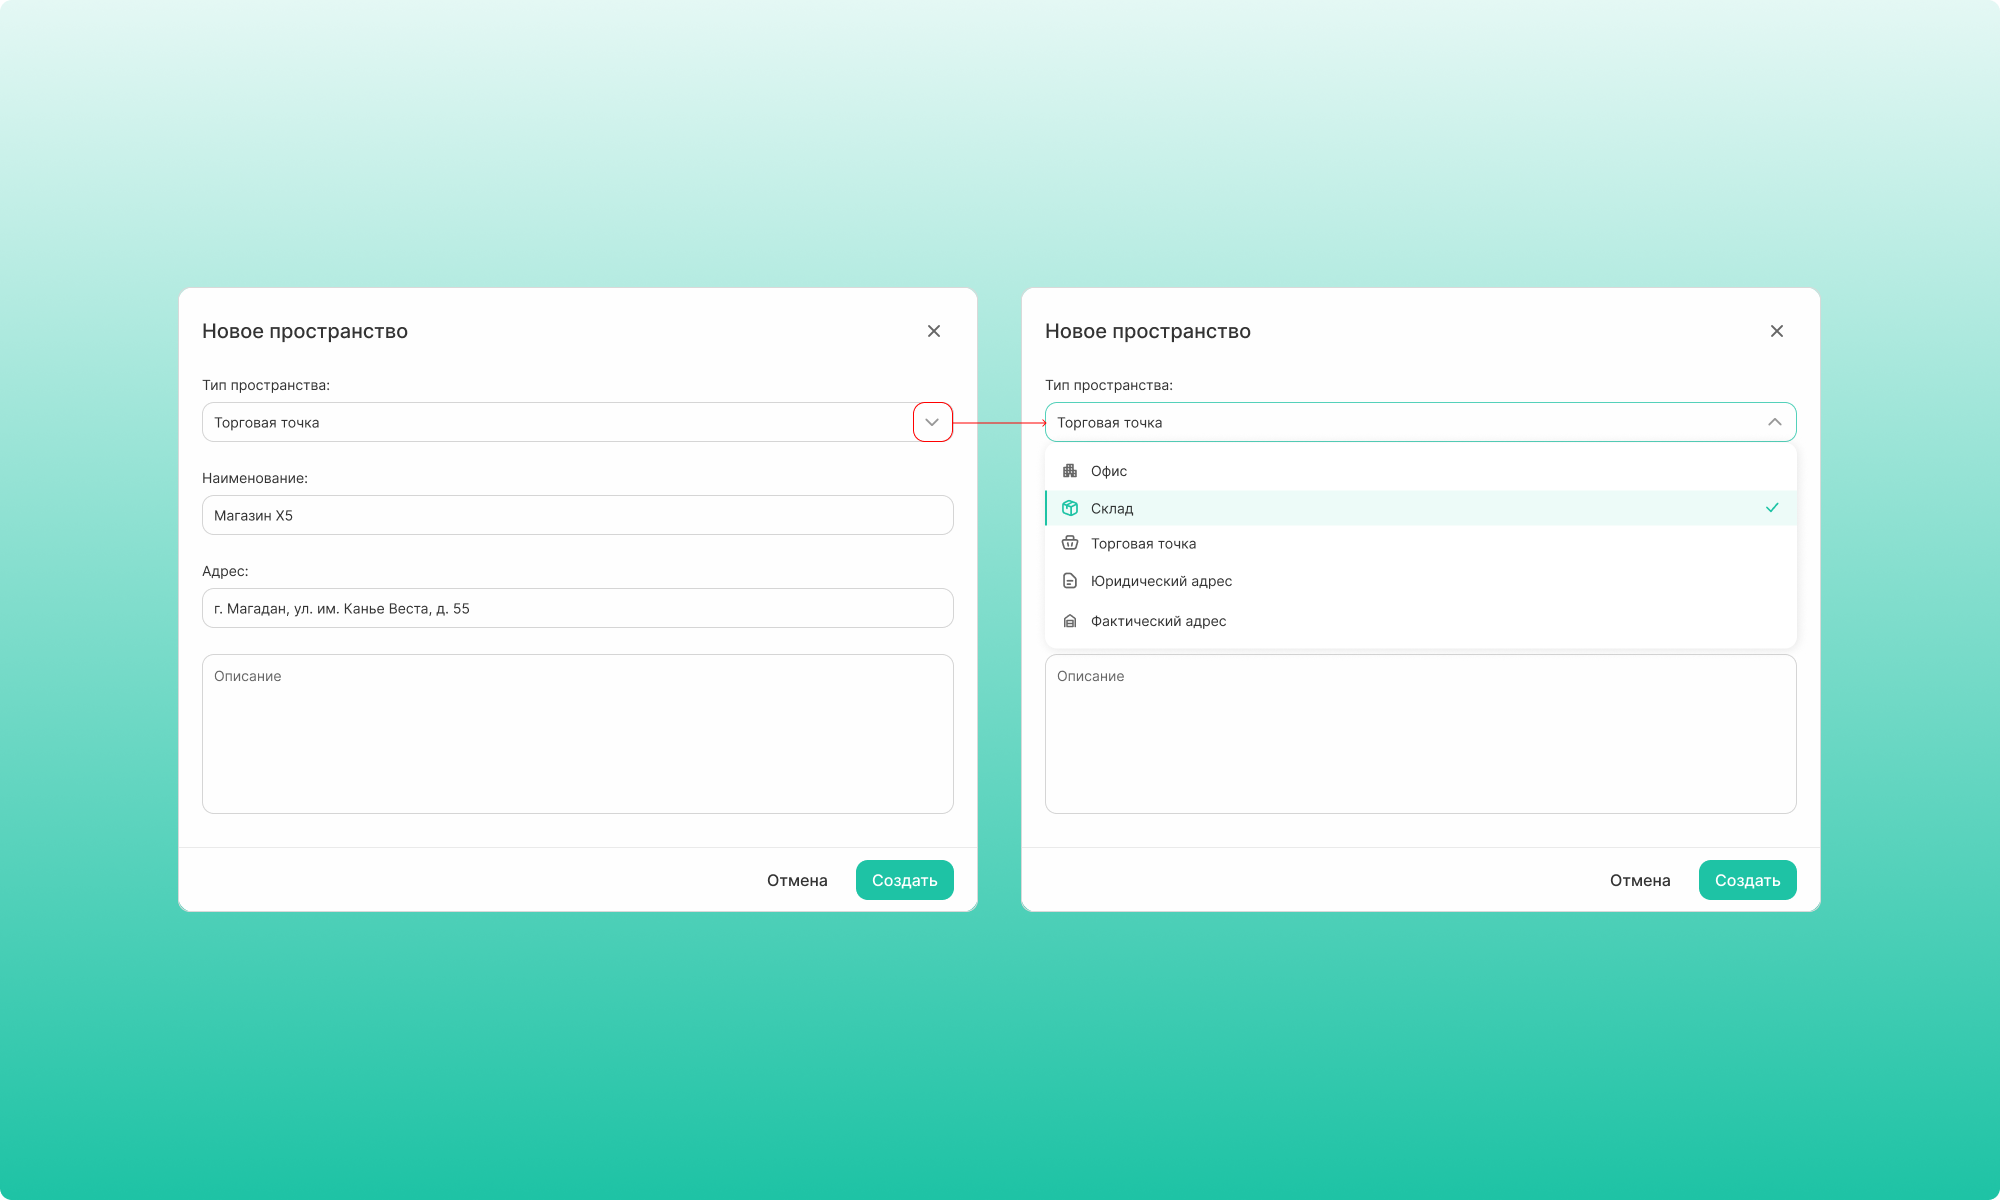 Новое пространство
Тип пространства:
Торговая точка
Наименование:
Магазин X5
Адрес:
г. Магадан, ул. им. Канье Веста, д. 55
Описание
Отмена
Создать
Новое пространство
Тип пространства:
Торговая точка
Офис
Склад
Торговая точка
Юридический адрес
Фактический адрес
Описание
Отмена
Создать